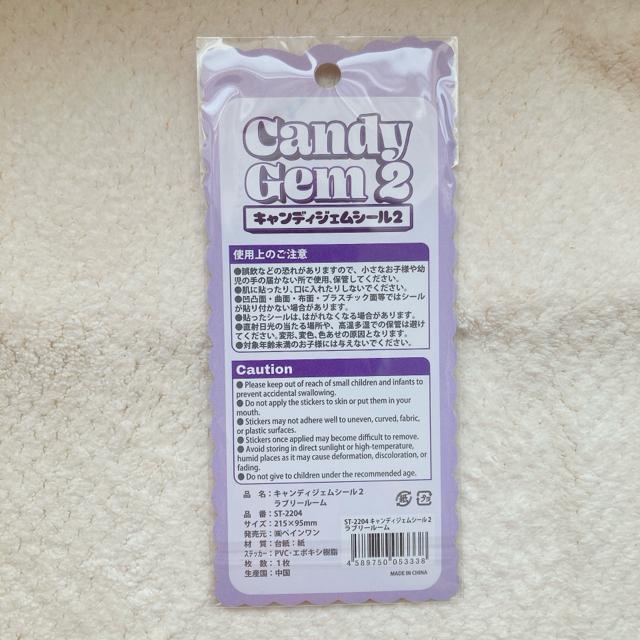 Candy
Gem 2
キャンディジェムシール2
使用上のご注意
●誤飲などの恐れがありますので、小さなお子様や幼
児の手の届かない所で使用、保管してください。
●肌に貼ったり、口に入れたりしないでください。
●凹凸面・曲面・布面・プラスチック面等ではシール
が貼り付かない場合があります。
●貼ったシールは、はがれなくなる場合があります。
●直射日光の当たる場所や、高温多湿での保管は避け
てください。変形、変色、色あせの原因となります。
●対象年齢未満のお子様には与えないでください。
Caution
● Please keep out of reach of small children and infants to
prevent accidental swallowing.
● Do not apply the stickers to skin or put them in your
mouth.
● Stickers may not adhere well to uneven, curved, fabric,
or plastic surfaces.
● Stickers once applied may become difficult to remove.
● Avoid storing in direct sunlight or high-temperature,
humid places as it may cause deformation, discoloration, or
fading.
● Do not give to children under the recommended age.
品 名：キャンディジェムシール2
ラブリールーム
品 番：ST-2204
サイズ：215×95mm
発売元：㈱ペインワン
材 質：台紙：紙
ステッカー：PVC・エポキシ樹脂
枚 数：1枚
生産国：中国
紙
プラ
ST-2204 キャンディジェムシール2
ラブリールーム
4 589750 053338
MADE IN CHINA